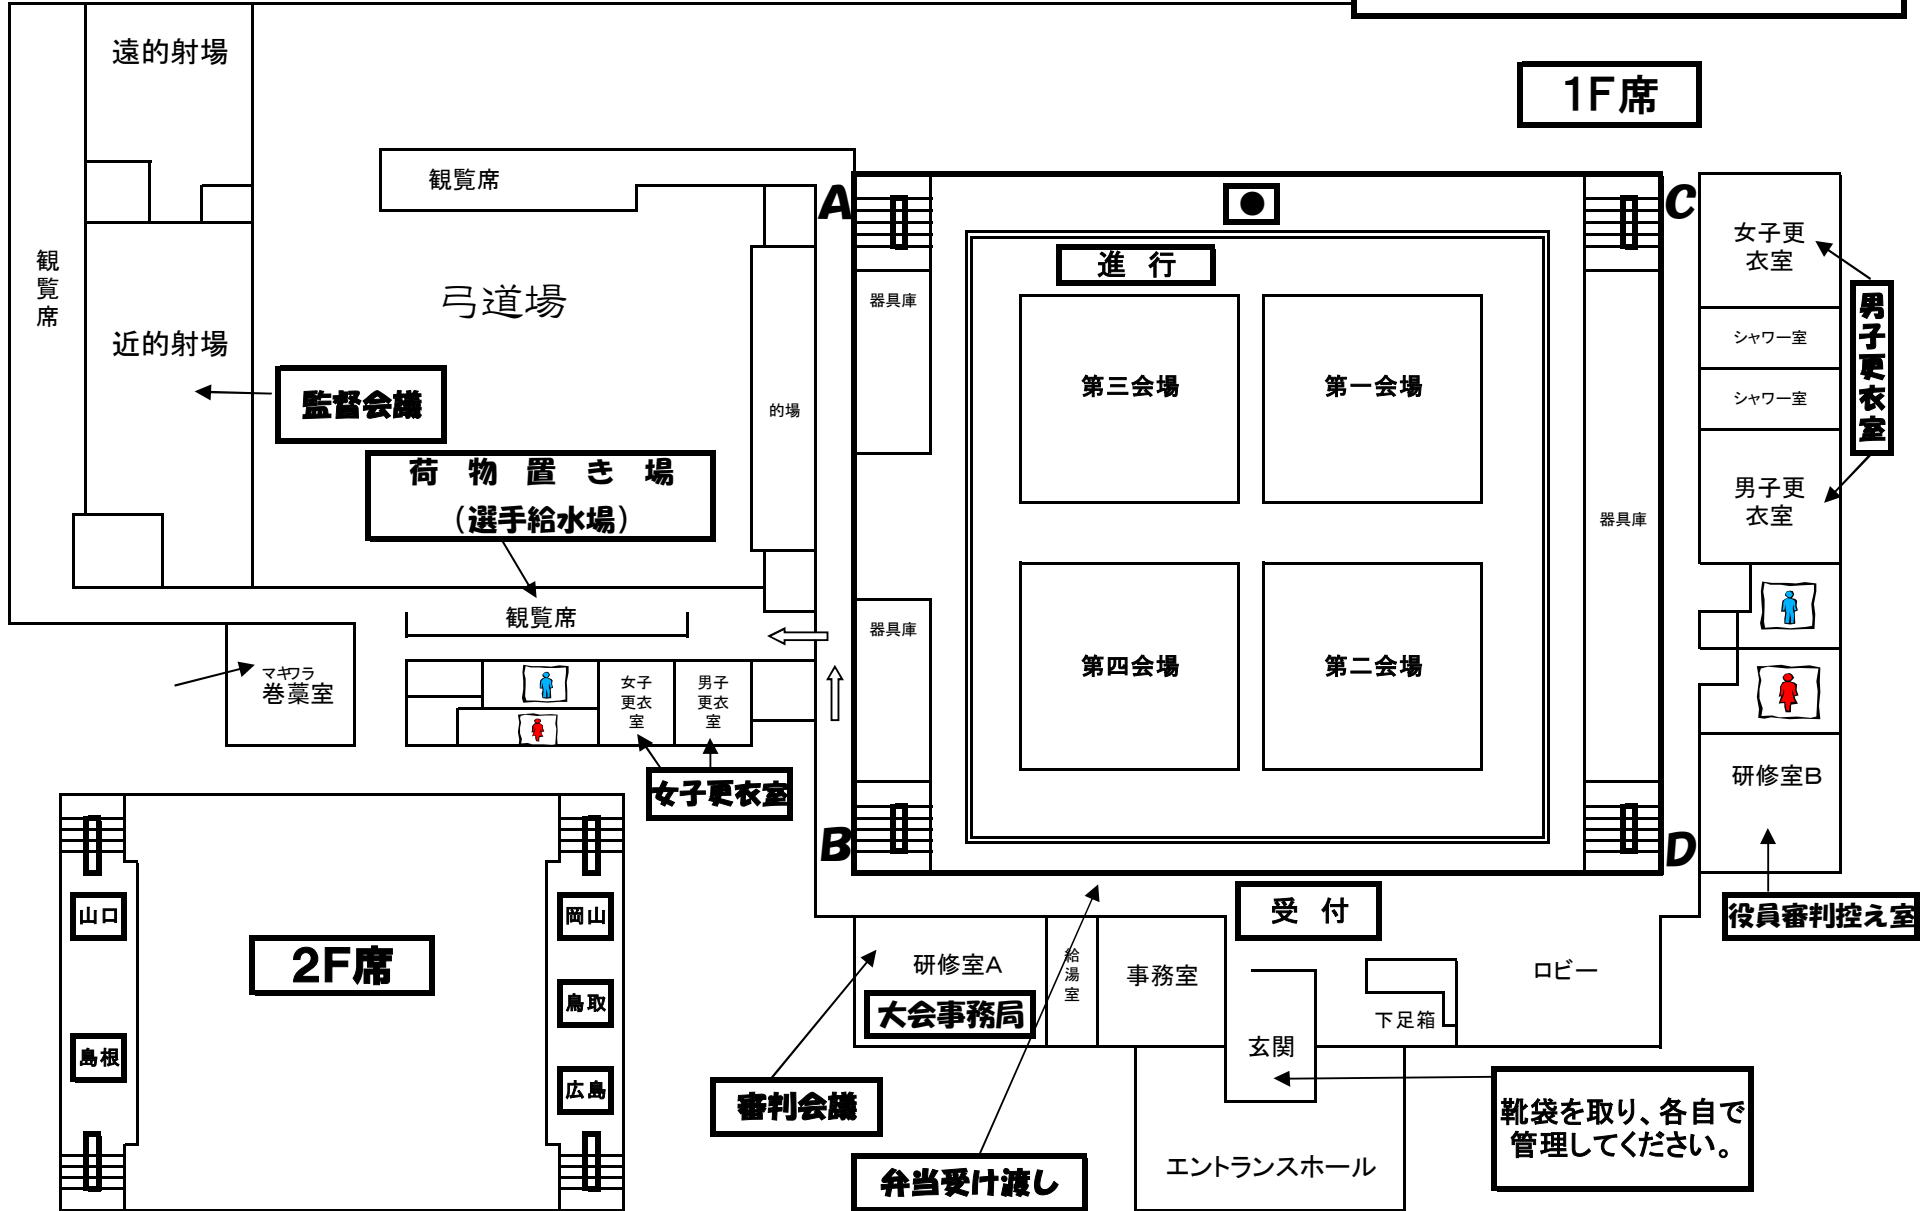 遠的射場
1F席
観覧席
A
C
●
女子更
衣室
進 行
観覧席
器具庫
弓道場
男子更衣室
近的射場
シャワー室
第三会場
第一会場
監督会議
シャワー室
的場
荷物置き場
(選手給水場)
男子更
衣室
器具庫
観覧席
器具庫
第四会場
第二会場
マキワラ
巻藁室
女子
更衣
室
男子
更衣
室
研修室B
女子更衣室
B
D
山口
岡山
受 付
役員審判控え室
2F席
研修室A
給湯室
事務室
ロビー
鳥取
大会事務局
下足箱
島根
玄関
広島
審判会議
靴袋を取り、各自で
管理してください。
エントランスホール
弁当受け渡し